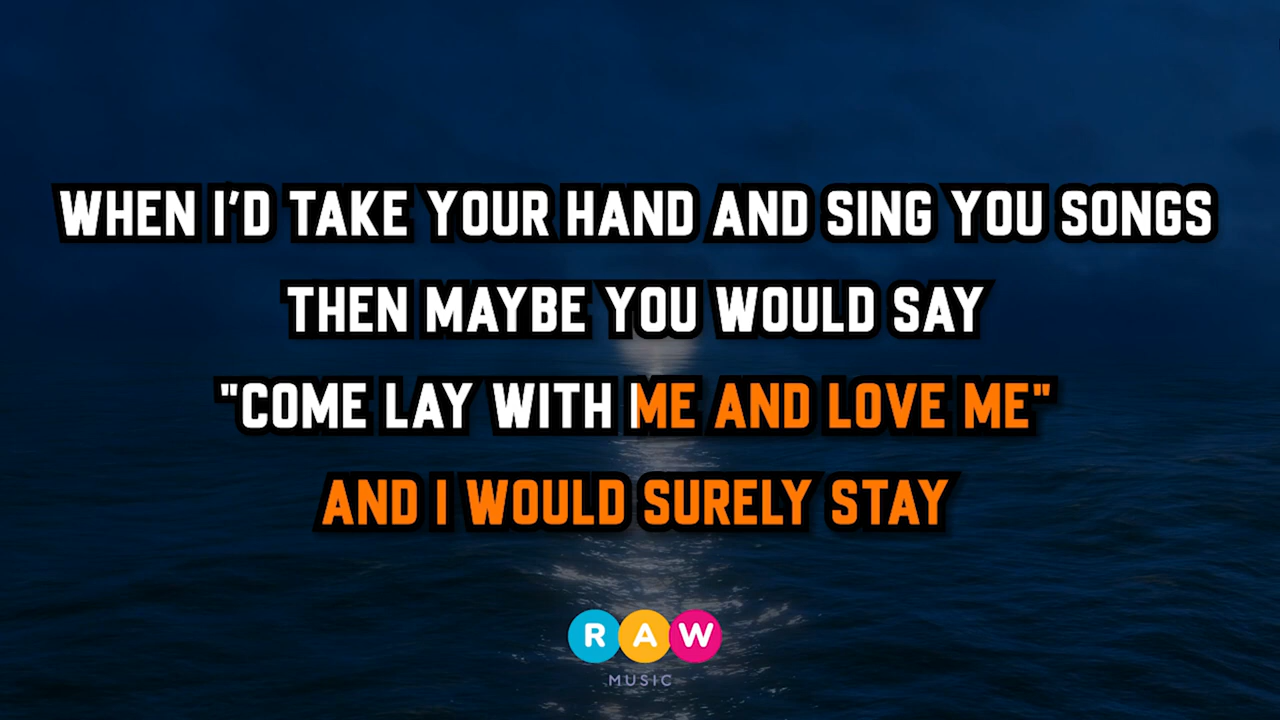 WHEN I'D TAKE YOUR HAND AND SING YOU SONGS
THEN MAYBE YOU WOULD SAY
"COME LAY WITH ME AND LOVE ME"
AND I WOULD SURELY STAY
RAW
MUSIC